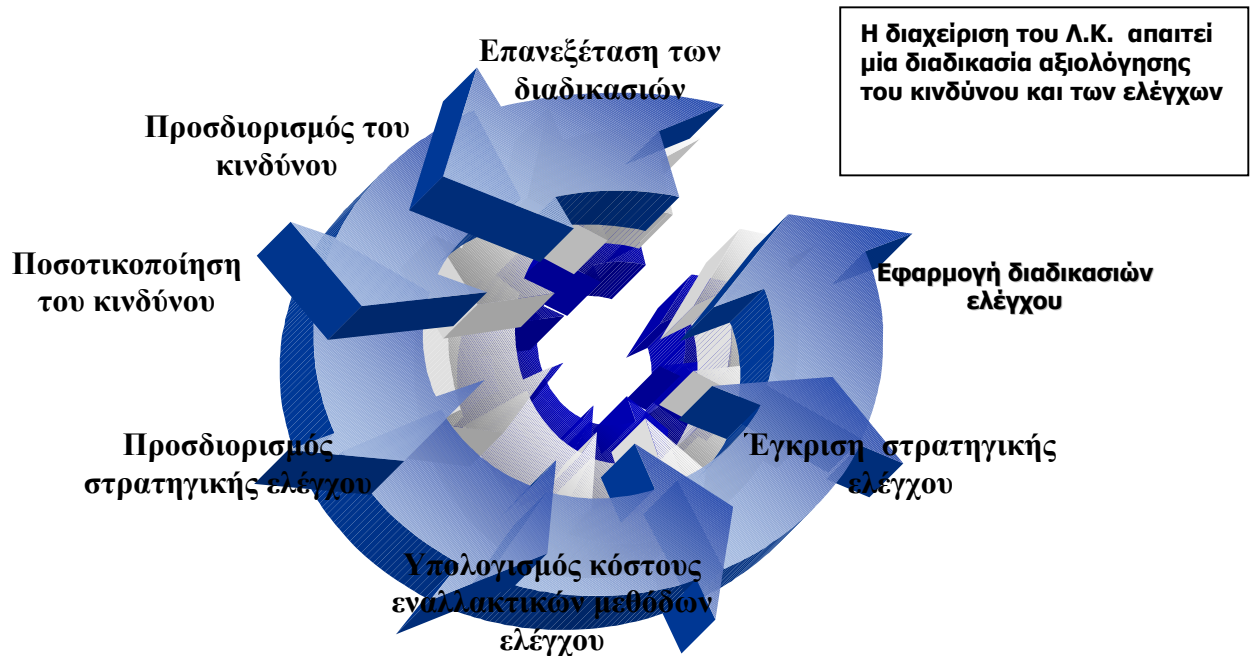 Η διαχείριση του Λ.Κ. απαιτεί
μία διαδικασία αξιολόγησης
του κινδύνου και των ελέγχων
Επανεξέταση των
διαδικασιών
Προσδιορισμός του
κινδύνου
Ποσοτικοποίηση
του κινδύνου
Προσδιορισμός
στρατηγικής ελέγχου
Υπολογισμός κόστους
εναλλακτικών μεθόδων
ελέγχου
Έγκριση στρατηγικής
ελέγχου
Εφαρμογή διαδικασιών
ελέγχου